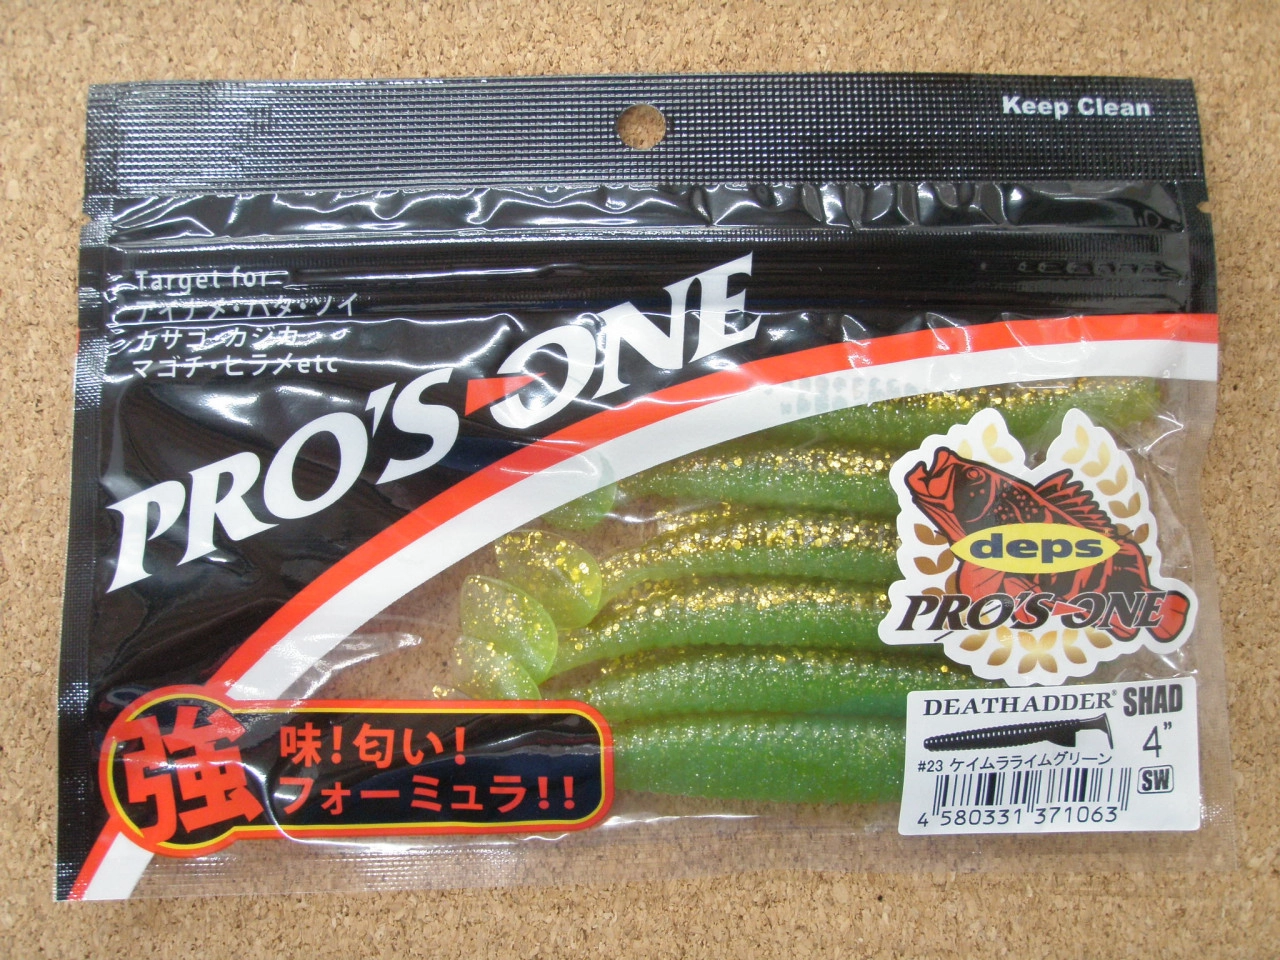 Keep Clean
Target for
アイナメ・ハタ・ソイ
カサゴ・カジカ
マゴチ・ヒラメetc
PRO'S ONE
deps
PRO'S ONE
強
味!匂い!
フォーミュラ!!
DEATHADDER® SHAD
4"
#23 ケイムラライムグリーン
SW
4 580331 371063